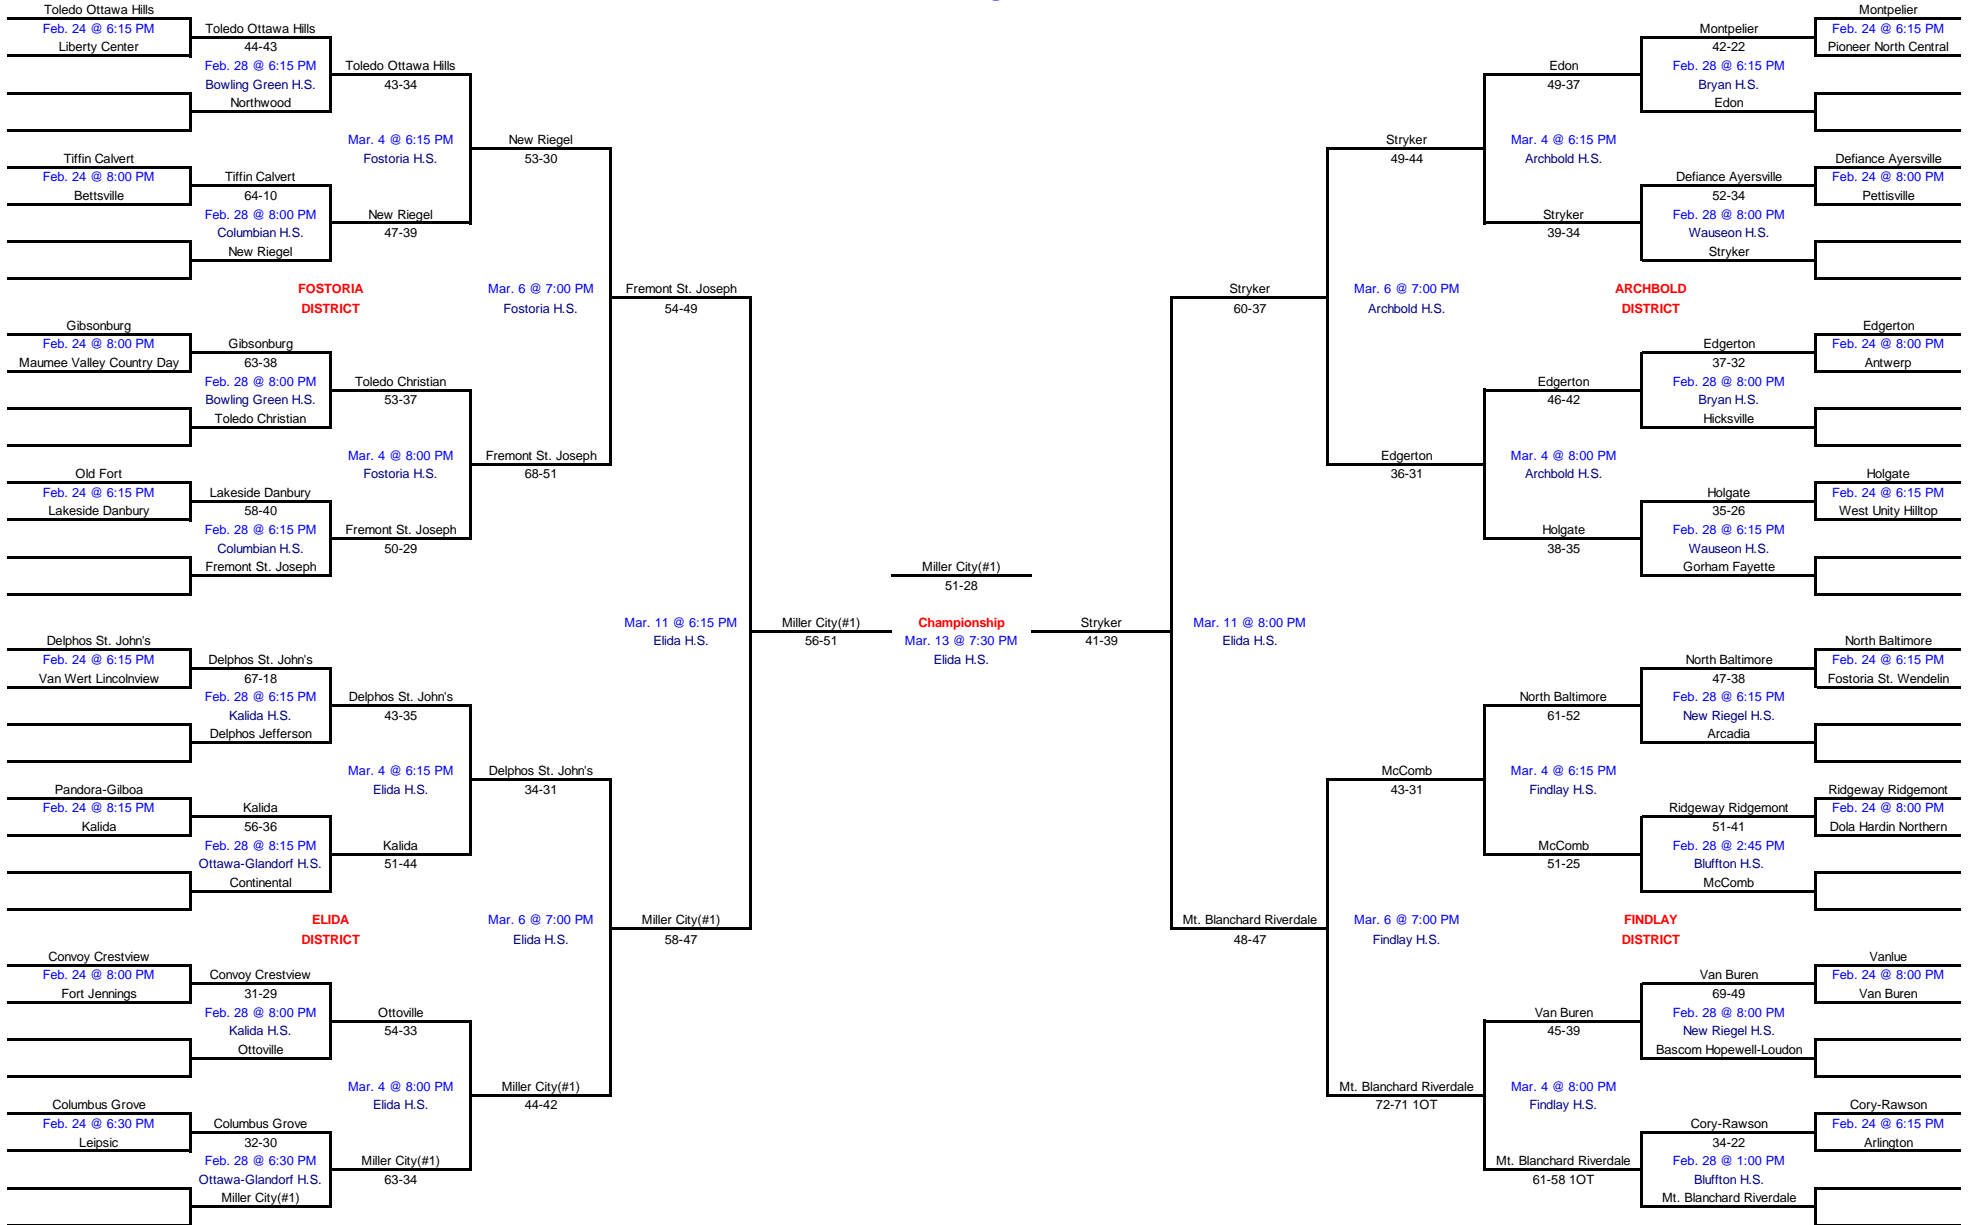 Toledo Ottawa Hills
Feb. 24 @ 6:15 PM
Liberty Center
Toledo Ottawa Hills
44-43
Feb. 28 @ 6:15 PM
Bowling Green H.S.
Northwood
Toledo Ottawa Hills
43-34
Mar. 4 @ 6:15 PM
Fostoria H.S.
New Riegel
53-30
Tiffin Calvert
Feb. 24 @ 8:00 PM
Bettsville
Tiffin Calvert
64-10
Feb. 28 @ 8:00 PM
Columbian H.S.
New Riegel
New Riegel
47-39
FOSTORIA
DISTRICT
Mar. 6 @ 7:00 PM
Fostoria H.S.
Fremont St. Joseph
54-49
Gibsonburg
Feb. 24 @ 8:00 PM
Maumee Valley Country Day
Gibsonburg
63-38
Feb. 28 @ 8:00 PM
Bowling Green H.S.
Toledo Christian
Toledo Christian
53-37
Mar. 4 @ 8:00 PM
Fostoria H.S.
Fremont St. Joseph
68-51
Old Fort
Feb. 24 @ 6:15 PM
Lakeside Danbury
Lakeside Danbury
58-40
Feb. 28 @ 6:15 PM
Columbian H.S.
Fremont St. Joseph
Fremont St. Joseph
50-29
Mar. 11 @ 6:15 PM
Elida H.S.
Miller City(#1)
56-51
Delphos St. John's
Feb. 24 @ 6:15 PM
Van Wert Lincolnview
Delphos St. John's
67-18
Feb. 28 @ 6:15 PM
Kalida H.S.
Delphos Jefferson
Delphos St. John's
43-35
Mar. 4 @ 6:15 PM
Elida H.S.
Delphos St. John's
34-31
Pandora-Gilboa
Feb. 24 @ 8:15 PM
Kalida
Kalida
56-36
Feb. 28 @ 8:15 PM
Ottawa-Glandorf H.S.
Continental
Kalida
51-44
ELIDA
DISTRICT
Mar. 6 @ 7:00 PM
Elida H.S.
Miller City(#1)
58-47
Convoy Crestview
Feb. 24 @ 8:00 PM
Fort Jennings
Convoy Crestview
31-29
Feb. 28 @ 8:00 PM
Kalida H.S.
Ottoville
Ottoville
54-33
Mar. 4 @ 8:00 PM
Elida H.S.
Miller City(#1)
44-42
Columbus Grove
Feb. 24 @ 6:30 PM
Leipsic
Columbus Grove
32-30
Feb. 28 @ 6:30 PM
Ottawa-Glandorf H.S.
Miller City(#1)
Miller City(#1)
63-34
Miller City(#1)
51-28
Championship
Mar. 13 @ 7:30 PM
Elida H.S.
Stryker
41-39
Mar. 11 @ 8:00 PM
Elida H.S.
Montpelier
Feb. 24 @ 6:15 PM
Pioneer North Central
Montpelier
42-22
Feb. 28 @ 6:15 PM
Bryan H.S.
Edon
Edon
49-37
Mar. 4 @ 6:15 PM
Archbold H.S.
Stryker
49-44
Defiance Ayersville
Feb. 24 @ 8:00 PM
Pettisville
Defiance Ayersville
52-34
Feb. 28 @ 8:00 PM
Wauseon H.S.
Stryker
Stryker
39-34
ARCHBOLD
DISTRICT
Mar. 6 @ 7:00 PM
Archbold H.S.
Stryker
60-37
Edgerton
Feb. 24 @ 8:00 PM
Antwerp
Edgerton
37-32
Feb. 28 @ 8:00 PM
Bryan H.S.
Hicksville
Edgerton
46-42
Mar. 4 @ 8:00 PM
Archbold H.S.
Edgerton
36-31
Holgate
Feb. 24 @ 6:15 PM
West Unity Hilltop
Holgate
35-26
Feb. 28 @ 6:15 PM
Wauseon H.S.
Gorham Fayette
Holgate
38-35
North Baltimore
Feb. 24 @ 6:15 PM
Fostoria St. Wendelin
North Baltimore
47-38
Feb. 28 @ 6:15 PM
New Riegel H.S.
Arcadia
North Baltimore
61-52
Mar. 4 @ 6:15 PM
Findlay H.S.
McComb
43-31
Ridgeway Ridgemont
Feb. 24 @ 8:00 PM
Dola Hardin Northern
Ridgeway Ridgemont
51-41
Feb. 28 @ 2:45 PM
Bluffton H.S.
McComb
McComb
51-25
FINDLAY
DISTRICT
Mar. 6 @ 7:00 PM
Findlay H.S.
Mt. Blanchard Riverdale
48-47
Vanlue
Feb. 24 @ 8:00 PM
Van Buren
Van Buren
69-49
Feb. 28 @ 8:00 PM
New Riegel H.S.
Bascom Hopewell-Loudon
Van Buren
45-39
Mar. 4 @ 8:00 PM
Findlay H.S.
Mt. Blanchard Riverdale
72-71 1OT
Cory-Rawson
Feb. 24 @ 6:15 PM
Arlington
Cory-Rawson
34-22
Feb. 28 @ 1:00 PM
Bluffton H.S.
Mt. Blanchard Riverdale
Mt. Blanchard Riverdale
61-58 1OT